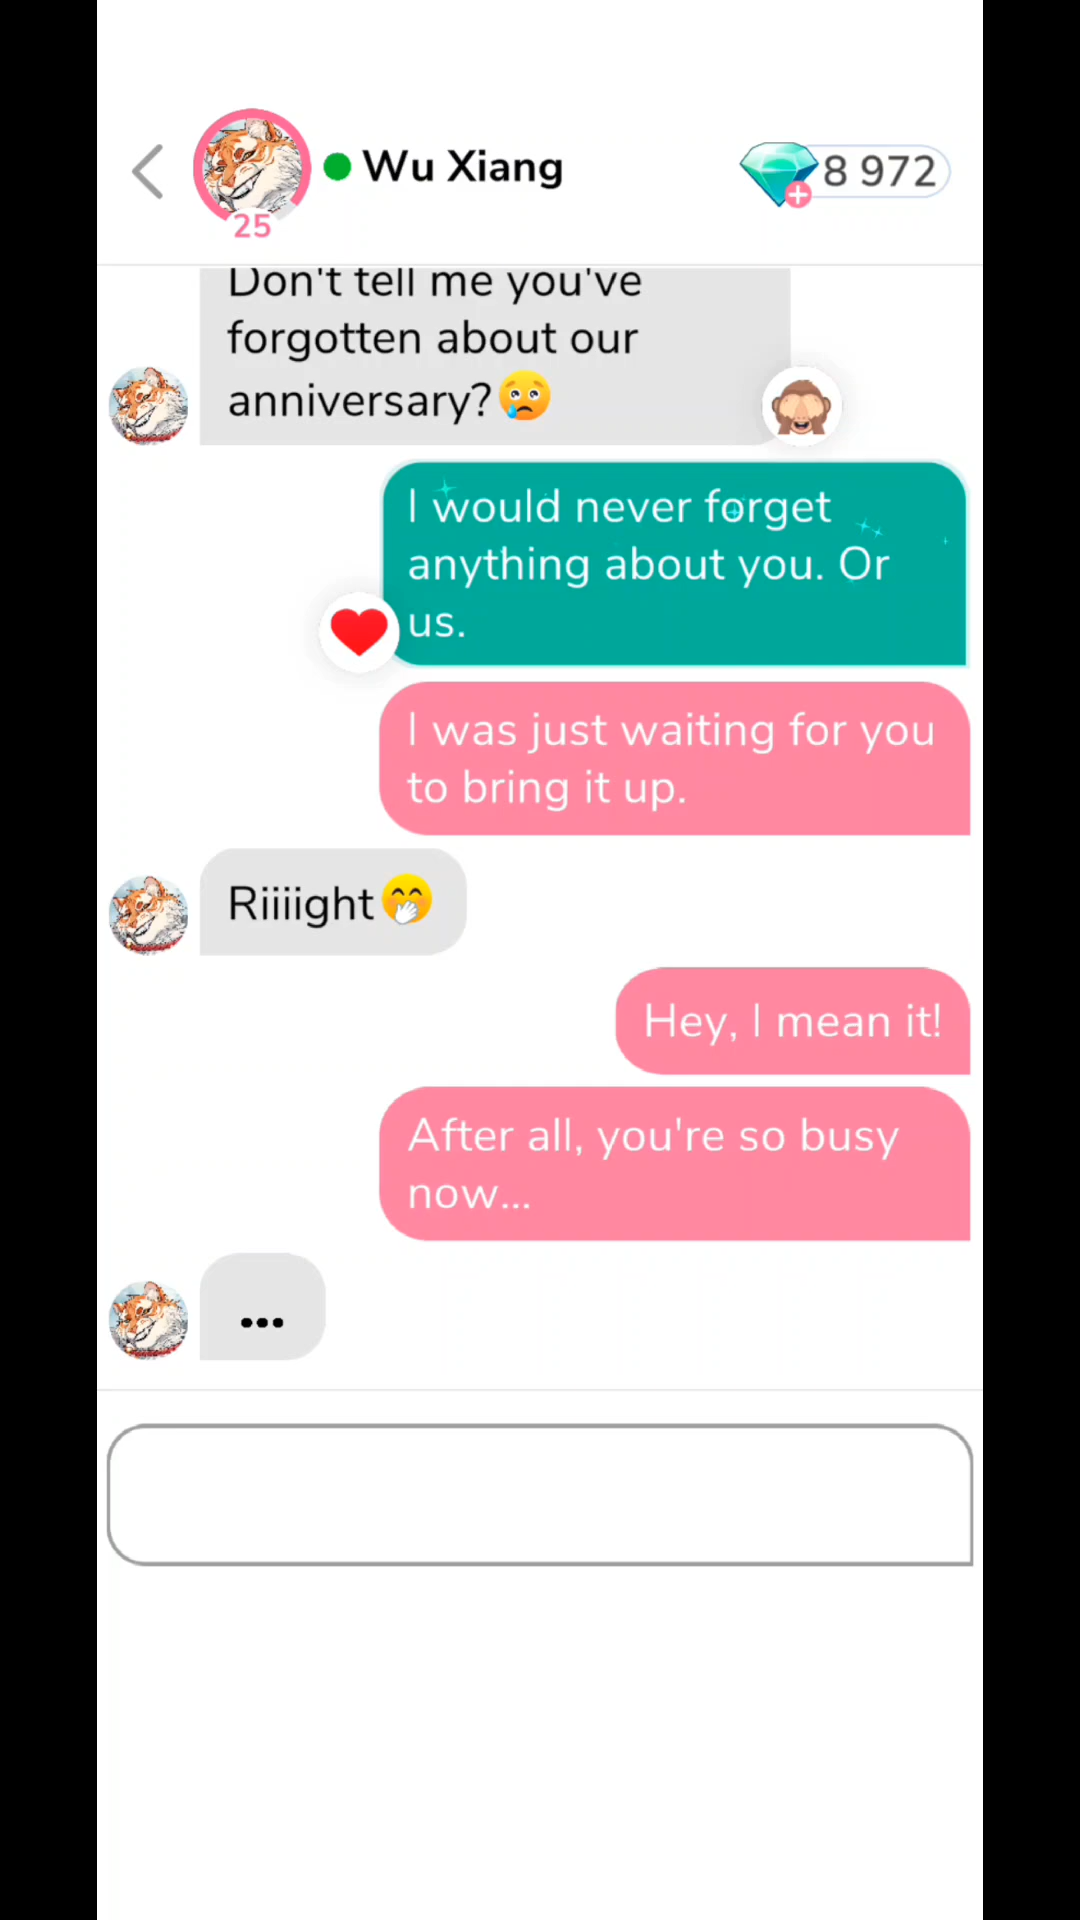 Wu Xiang
8 972
25
Don't tell me you've
forgotten about our
anniversary?😢
I would never forget
anything about you. Or
us.
I was just waiting for you
to bring it up.
Riiiight🤭
Hey, I mean it!
After all, you're so busy
now...
...